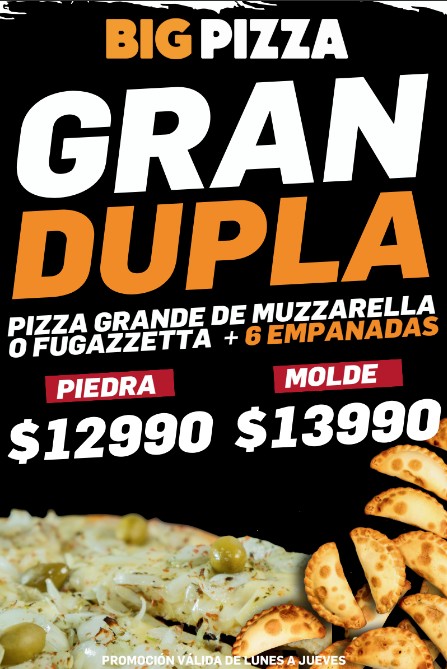 BIG PIZZA
GRAN
DUPLA
PIZZA GRANDE DE MUZZARELLA
O FUGAZZETTA + 6 EMPANADAS
PIEDRA
$12990
MOLDE
$13990
PROMOCIÓN VÁLIDA DE LUNES A JUEVES